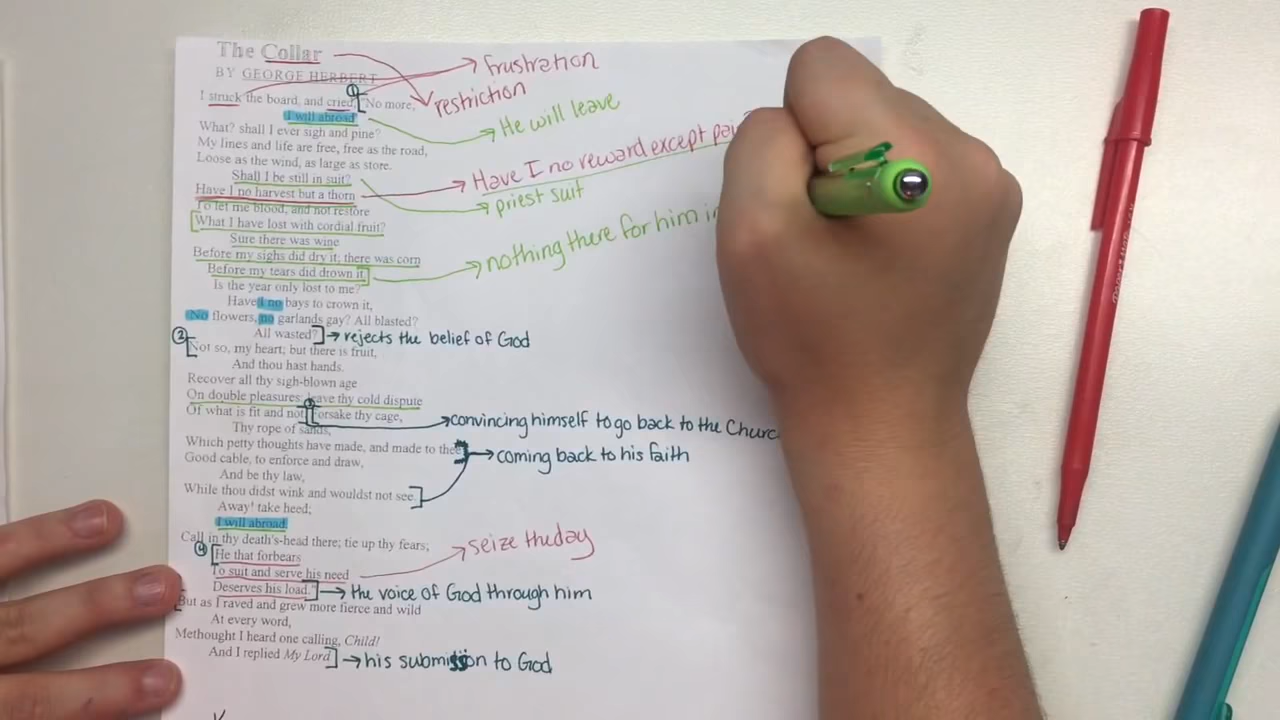 The Collar
BY GEORGE HERBERT
frustration
restriction
I struck the board, and cried, "No more;
I will abroad
He will leave
What? shall I ever sigh and pine?
My lines and life are free, free as the road,
Loose as the wind, as large as store.
Shall I be still in suit?
Have I no reward except
priest suit
Have I no harvest but a thorn
To let me blood, and not restore
What I have lost with cordial fruit?
Sure there was wine
Before my sighs did dry it; there was corn
Before my tears did drown it.
nothing there for him
Is the year only lost to me?
Have I no bays to crown it,
No flowers, no garlands gay? All blasted?
All wasted?
rejects the belief of God
Not so, my heart; but there is fruit,
And thou hast hands.
Recover all thy sigh-blown age
On double pleasures: leave thy cold dispute
Of what is fit and not. Forsake thy cage,
convincing himself to go back to the
Thy rope of sands,
Which petty thoughts have made, and made to thee
coming back to his faith
Good cable, to enforce and draw,
And be thy law,
While thou didst wink and wouldst not see.
Away! take heed;
I will abroad.
Call in thy death's-head there; tie up thy fears;
seize the day
He that forbears
To suit and serve his need
Deserves his load."
the voice of God through him
But as I raved and grew more fierce and wild
At every word,
Methought I heard one calling, Child!
And I replied My Lord
his submission to God
1
2
3
4